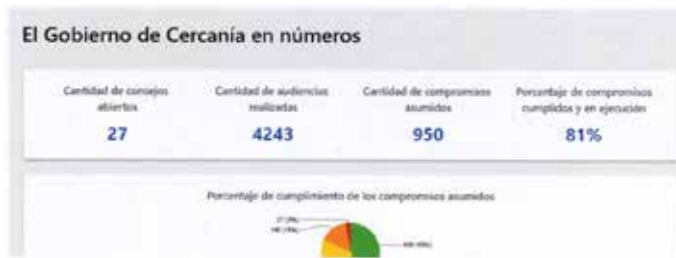 El Gobierno de Cercanía en números
Cantidad de consejos
abiertos
27
Cantidad de audiencias
realizadas
4243
Cantidad de compromisos
asumidos
950
Porcentaje de compromisos
cumplidos y en ejecución
81%
Porcentaje de cumplimiento de los compromisos asumidos